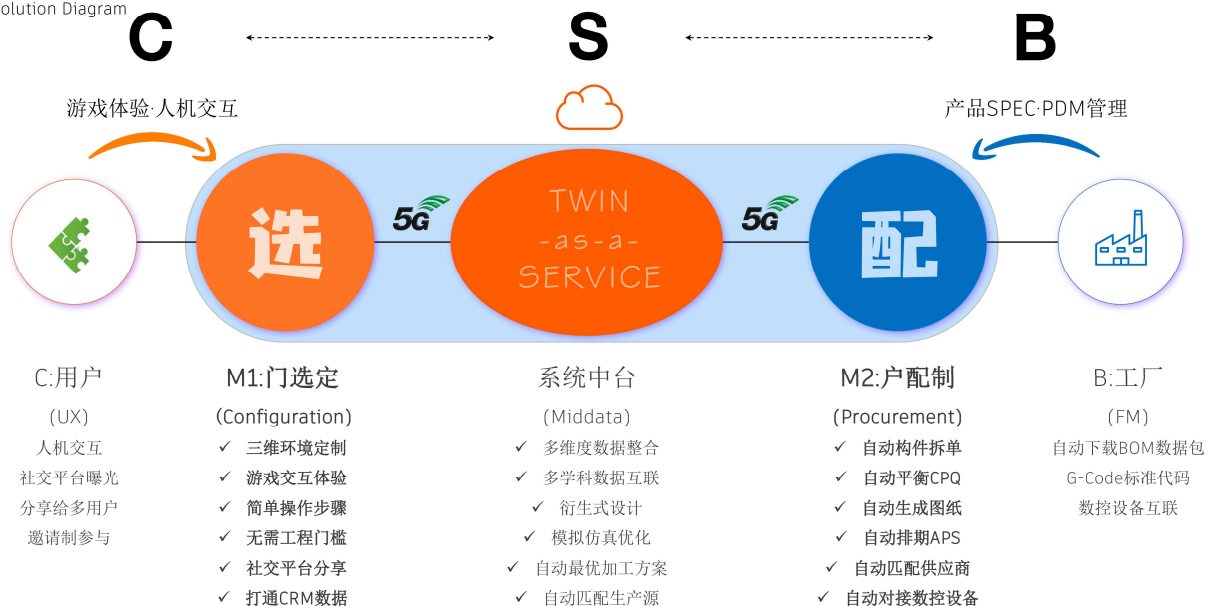 olution Diagram
C
S
B
游戏体验·人机交互
产品SPEC·PDM管理
选
5G
TWIN
-as-a-
SERVICE
5G
配
C:用户
(UX)
人机交互
社交平台曝光
分享给多用户
邀请制参与
M1:门选定
(Configuration)
✓ 三维环境定制
✓ 游戏交互体验
✓ 简单操作步骤
✓ 无需工程门槛
✓ 社交平台分享
✓ 打通CRM数据
系统中台
(Middata)
✓ 多维度数据整合
✓ 多学科数据互联
✓ 衍生式设计
✓ 模拟仿真优化
✓ 自动最优加工方案
✓ 自动匹配生产源
M2:户配制
(Procurement)
✓ 自动构件拆单
✓ 自动平衡CPQ
✓ 自动生成图纸
✓ 自动排期APS
✓ 自动匹配供应商
✓ 自动对接数控设备
B:工厂
(FM)
自动下载BOM数据包
G-Code标准代码
数控设备互联